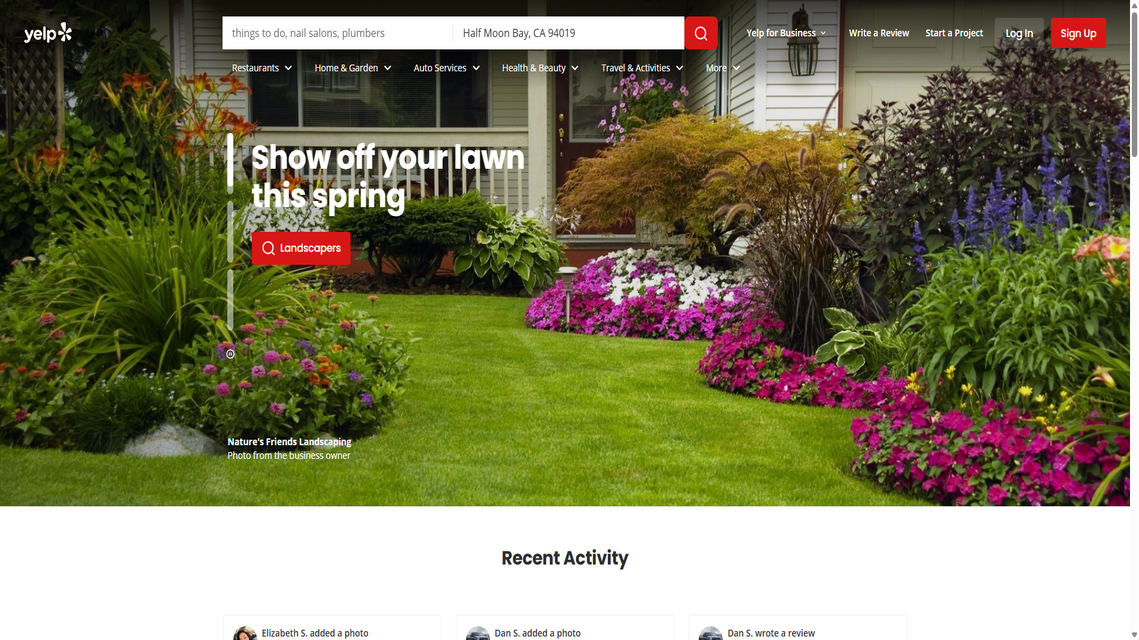 yelp
things to do, nail salons, plumbers
Half Moon Bay, CA 94019
Yelp for Business
Write a Review
Start a Project
Log In
Sign Up
Restaurants
Home & Garden
Auto Services
Health & Beauty
Travel & Activities
More
Show off your lawn
this spring
Landscapers
Nature's Friends Landscaping
Photo from the business owner
Recent Activity
Elizabeth S. added a photo
Dan S. added a photo
Dan S. wrote a review